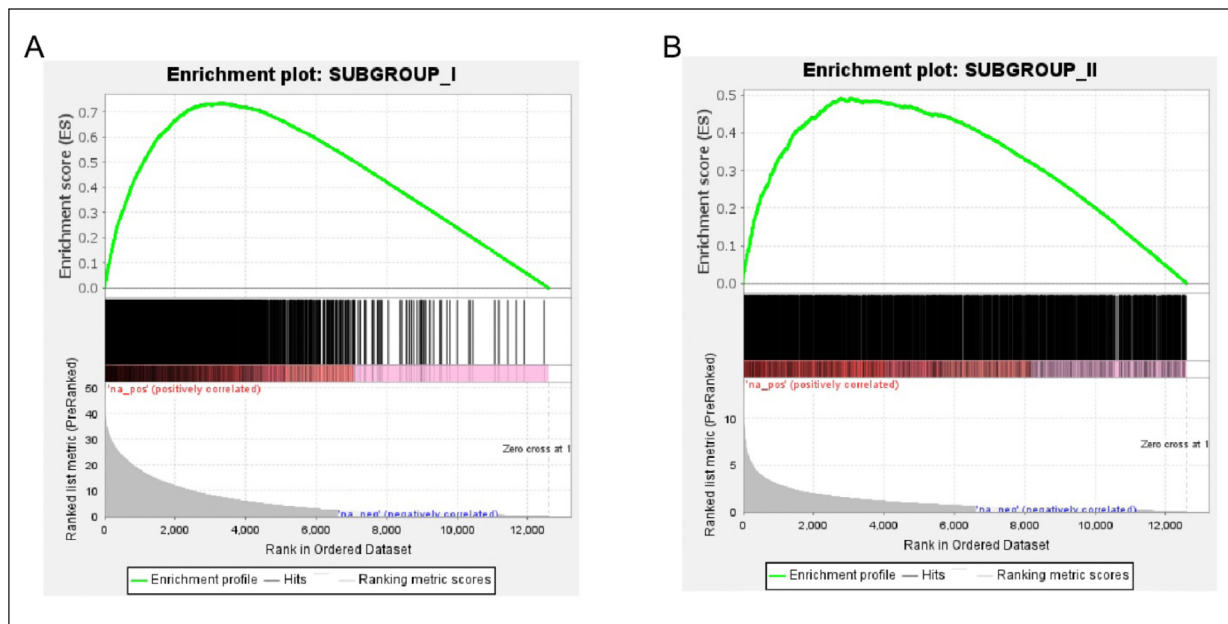 A
Enrichment plot: SUBGROUP_I
Enrichment score (ES)
0.7
0.6
0.5
0.4
0.3
0.2
0.1
0.0
'na_pos' (positively correlated)
Ranked list metric (PreRanked)
50
40
30
20
10
0
Zero cross at 1
'na_neg' (negatively correlated)
0 2,000 4,000 6,000 8,000 10,000 12,000
Rank in Ordered Dataset
Enrichment profile Hits Ranking metric scores
B
Enrichment plot: SUBGROUP_II
Enrichment score (ES)
0.5
0.4
0.3
0.2
0.1
0.0
'na_pos' (positively correlated)
Ranked list metric (PreRanked)
10
5
0
Zero cross at 1
'na_neg' (negatively correlated)
0 2,000 4,000 6,000 8,000 10,000 12,000
Rank in Ordered Dataset
Enrichment profile Hits Ranking metric scores